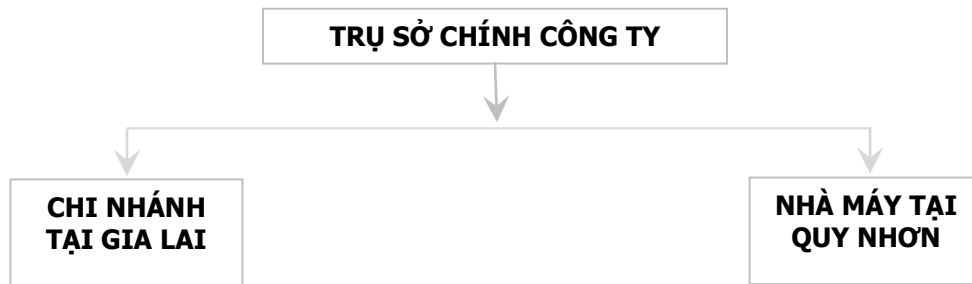 TRỤ SỞ CHÍNH CÔNG TY
CHI NHÁNH
TẠI GIA LAI
NHÀ MÁY TẠI
QUY NHƠN